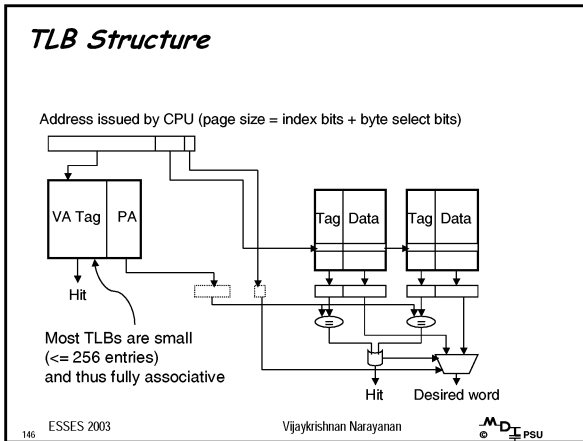 TLB Structure
Address issued by CPU (page size = index bits + byte select bits)
VA Tag PA
Tag Data
Tag Data
Hit
= =
Most TLBs are small
(<= 256 entries)
and thus fully associative
Hit Desired word
146 ESSES 2003 Vijaykrishnan Narayanan © MDL PSU